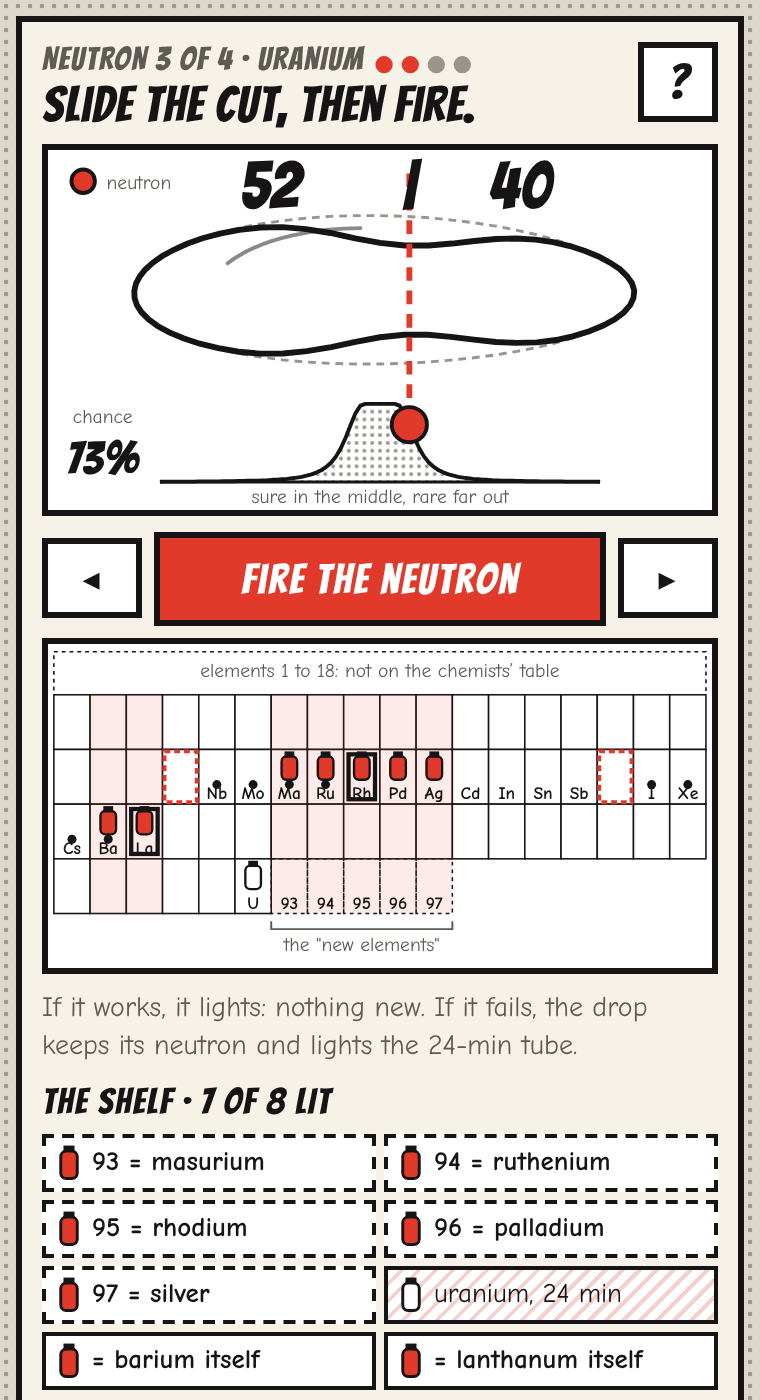 NEUTRON 3 OF 4 · URANIUM
SLIDE THE CUT, THEN FIRE.
?
neutron
52 / 40
chance
73%
sure in the middle, rare far out
◄ FIRE THE NEUTRON ►
elements 1 to 18: not on the chemists' table
Nb Mo Ma Ru Rh Pd Ag Cd In Sn Sb I Xe
Cs Ba La
U 93 94 95 96 97
the "new elements"
If it works, it lights: nothing new. If it fails, the drop
keeps its neutron and lights the 24-min tube.
THE SHELF · 7 OF 8 LIT
93 = masurium
94 = ruthenium
95 = rhodium
96 = palladium
97 = silver
uranium, 24 min
= barium itself
= lanthanum itself